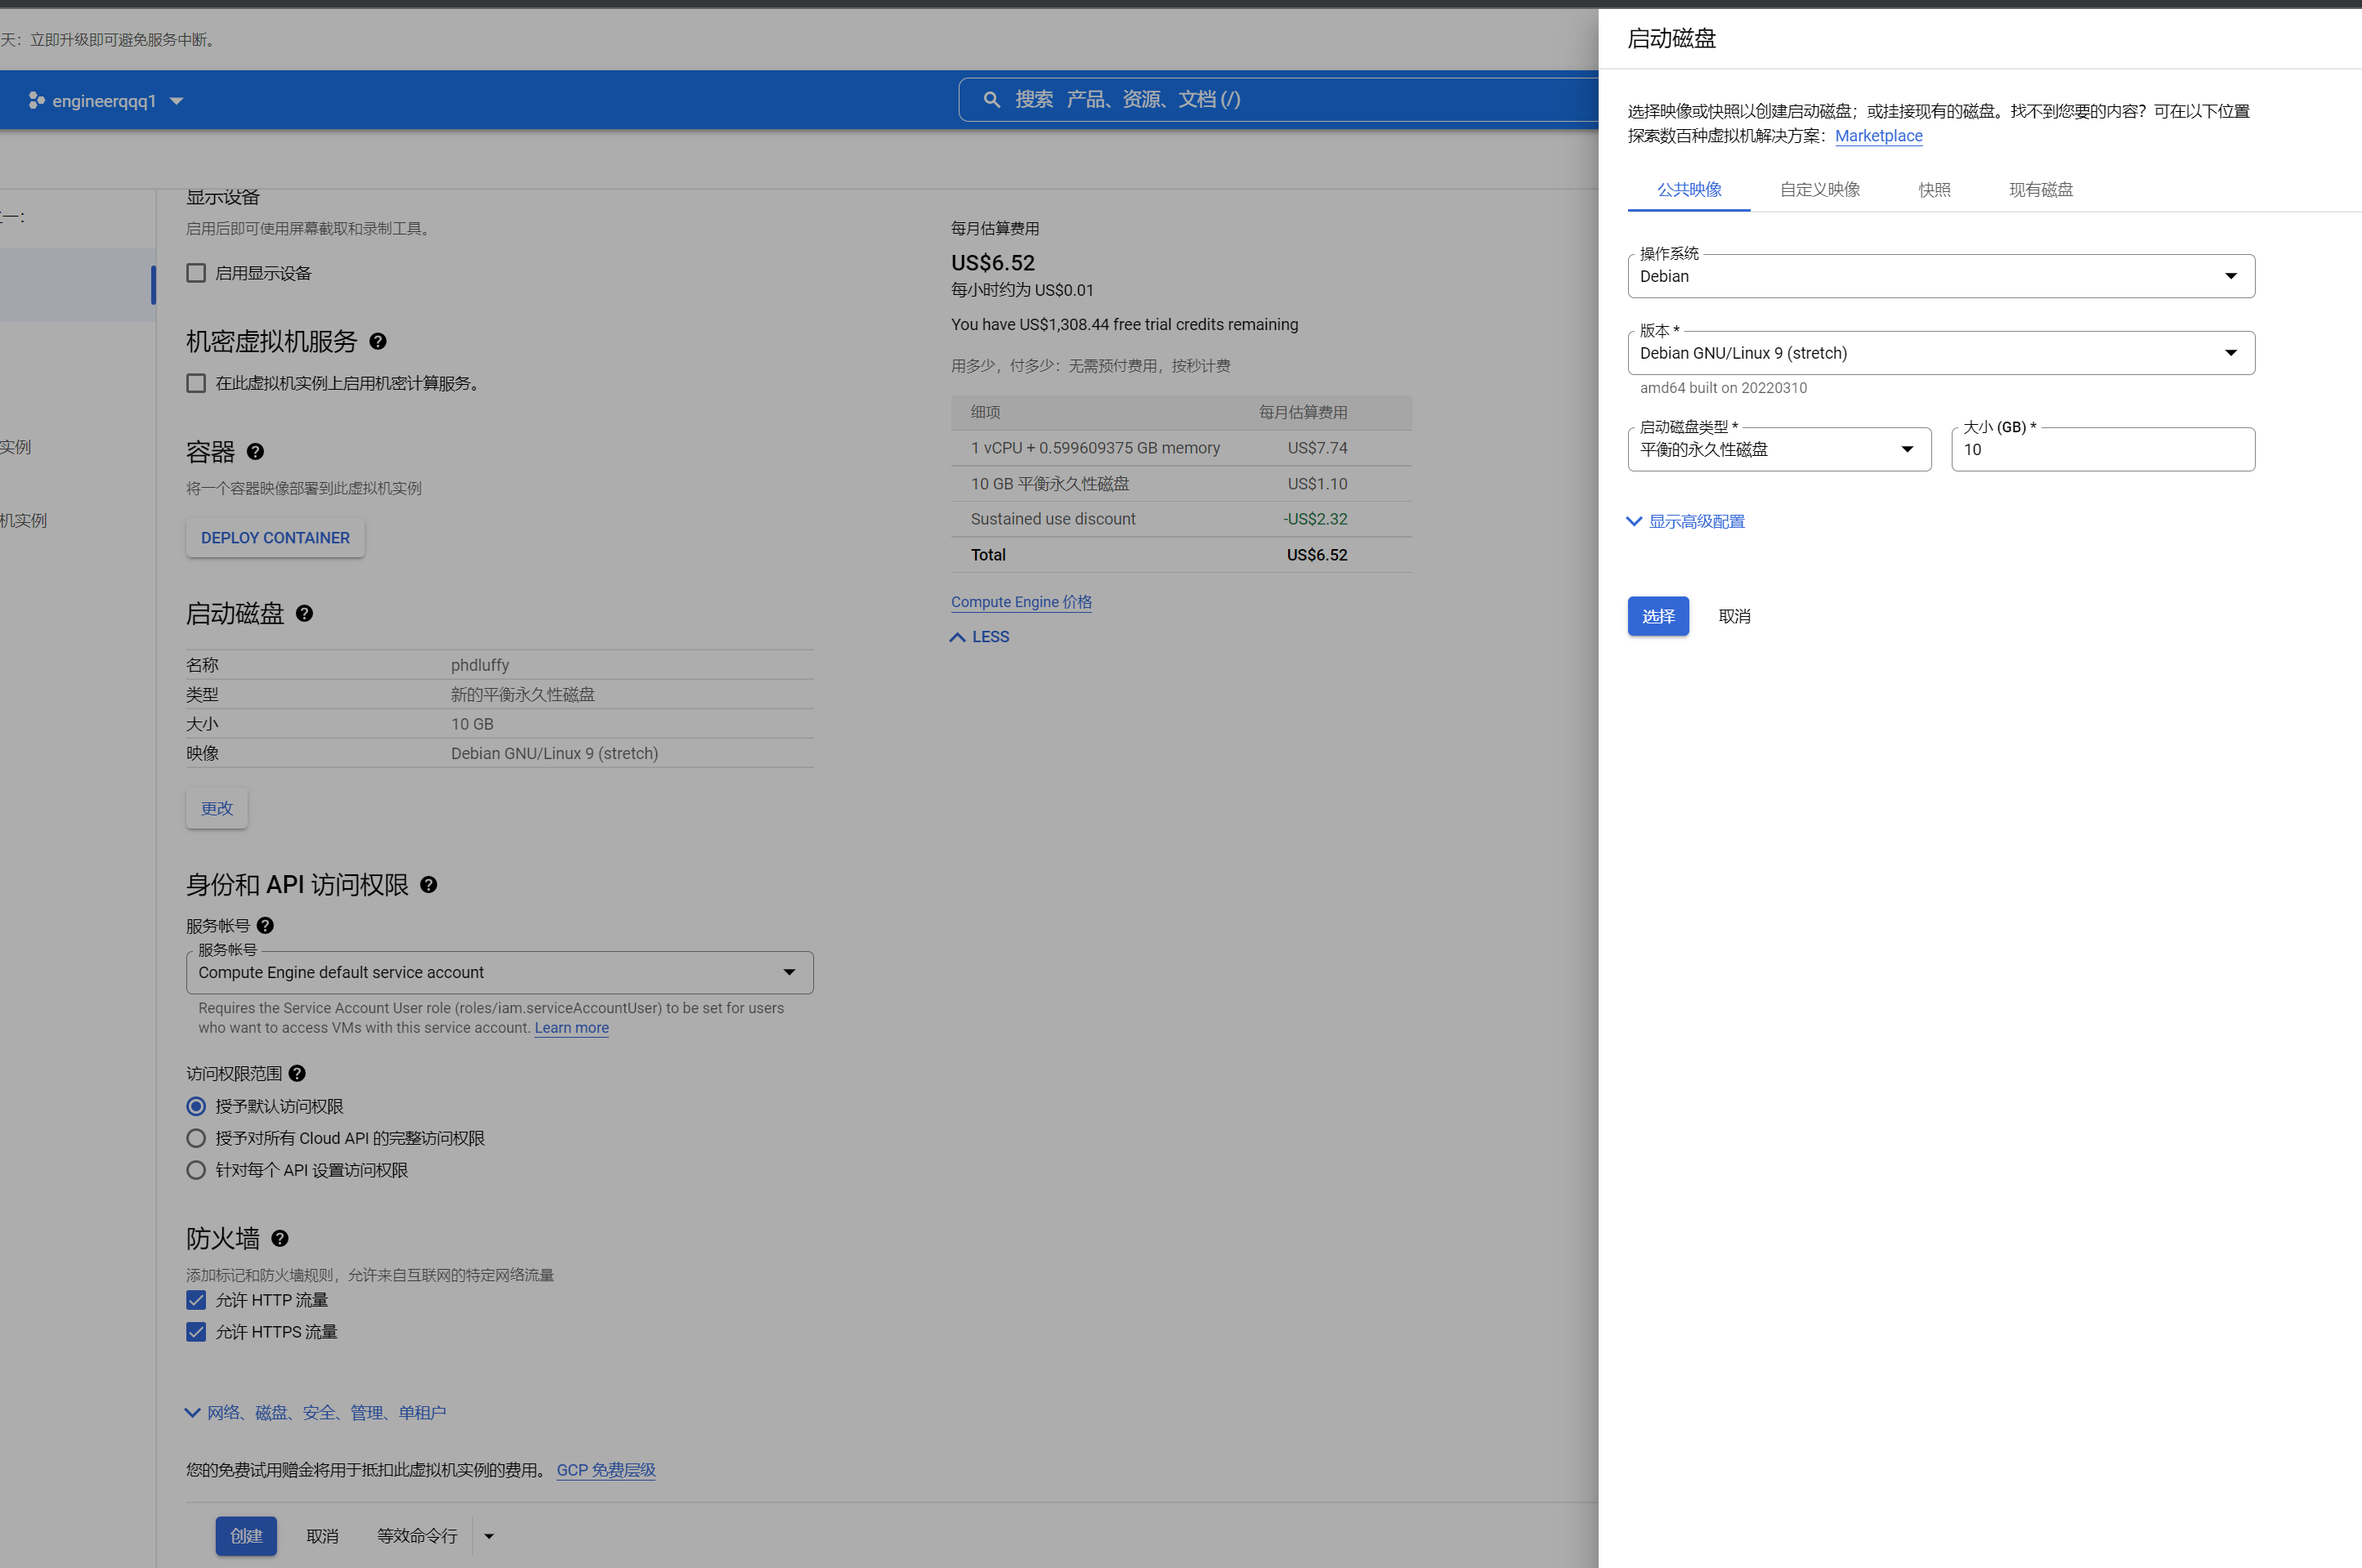 天：立即升级即可避免服务中断。
engineerqqq1
搜索 产品、资源、文档 (/)
一：
实例
机实例
显示设备
启用后即可使用屏幕截取和录制工具。
启用显示设备
机密虚拟机服务
在此虚拟机实例上启用机密计算服务。
容器
将一个容器映像部署到此虚拟机实例
DEPLOY CONTAINER
启动磁盘
名称 phdluffy
类型 新的平衡永久性磁盘
大小 10 GB
映像 Debian GNU/Linux 9 (stretch)
更改
身份和 API 访问权限
服务帐号
服务帐号
Compute Engine default service account
Requires the Service Account User role (roles/iam.serviceAccountUser) to be set for users
who want to access VMs with this service account. Learn more
访问权限范围
授予默认访问权限
授予对所有 Cloud API 的完整访问权限
针对每个 API 设置访问权限
防火墙
添加标记和防火墙规则，允许来自互联网的特定网络流量
允许 HTTP 流量
允许 HTTPS 流量
网络、磁盘、安全、管理、单租户
您的免费试用赠金将用于抵扣此虚拟机实例的费用。 GCP 免费层级
创建 取消 等效命令行
每月估算费用
US$6.52
每小时约为 US$0.01
You have US$1,308.44 free trial credits remaining
用多少，付多少：无需预付费用，按秒计费
细项 每月估算费用
1 vCPU + 0.599609375 GB memory US$7.74
10 GB 平衡永久性磁盘 US$1.10
Sustained use discount -US$2.32
Total US$6.52
Compute Engine 价格
LESS
启动磁盘
选择映像或快照以创建启动磁盘；或挂接现有的磁盘。找不到您要的内容？可在以下位置
探索数百种虚拟机解决方案：Marketplace
公共映像 自定义映像 快照 现有磁盘
操作系统
Debian
版本 *
Debian GNU/Linux 9 (stretch)
amd64 built on 20220310
启动磁盘类型 *
平衡的永久性磁盘
大小 (GB) *
10
显示高级配置
选择 取消